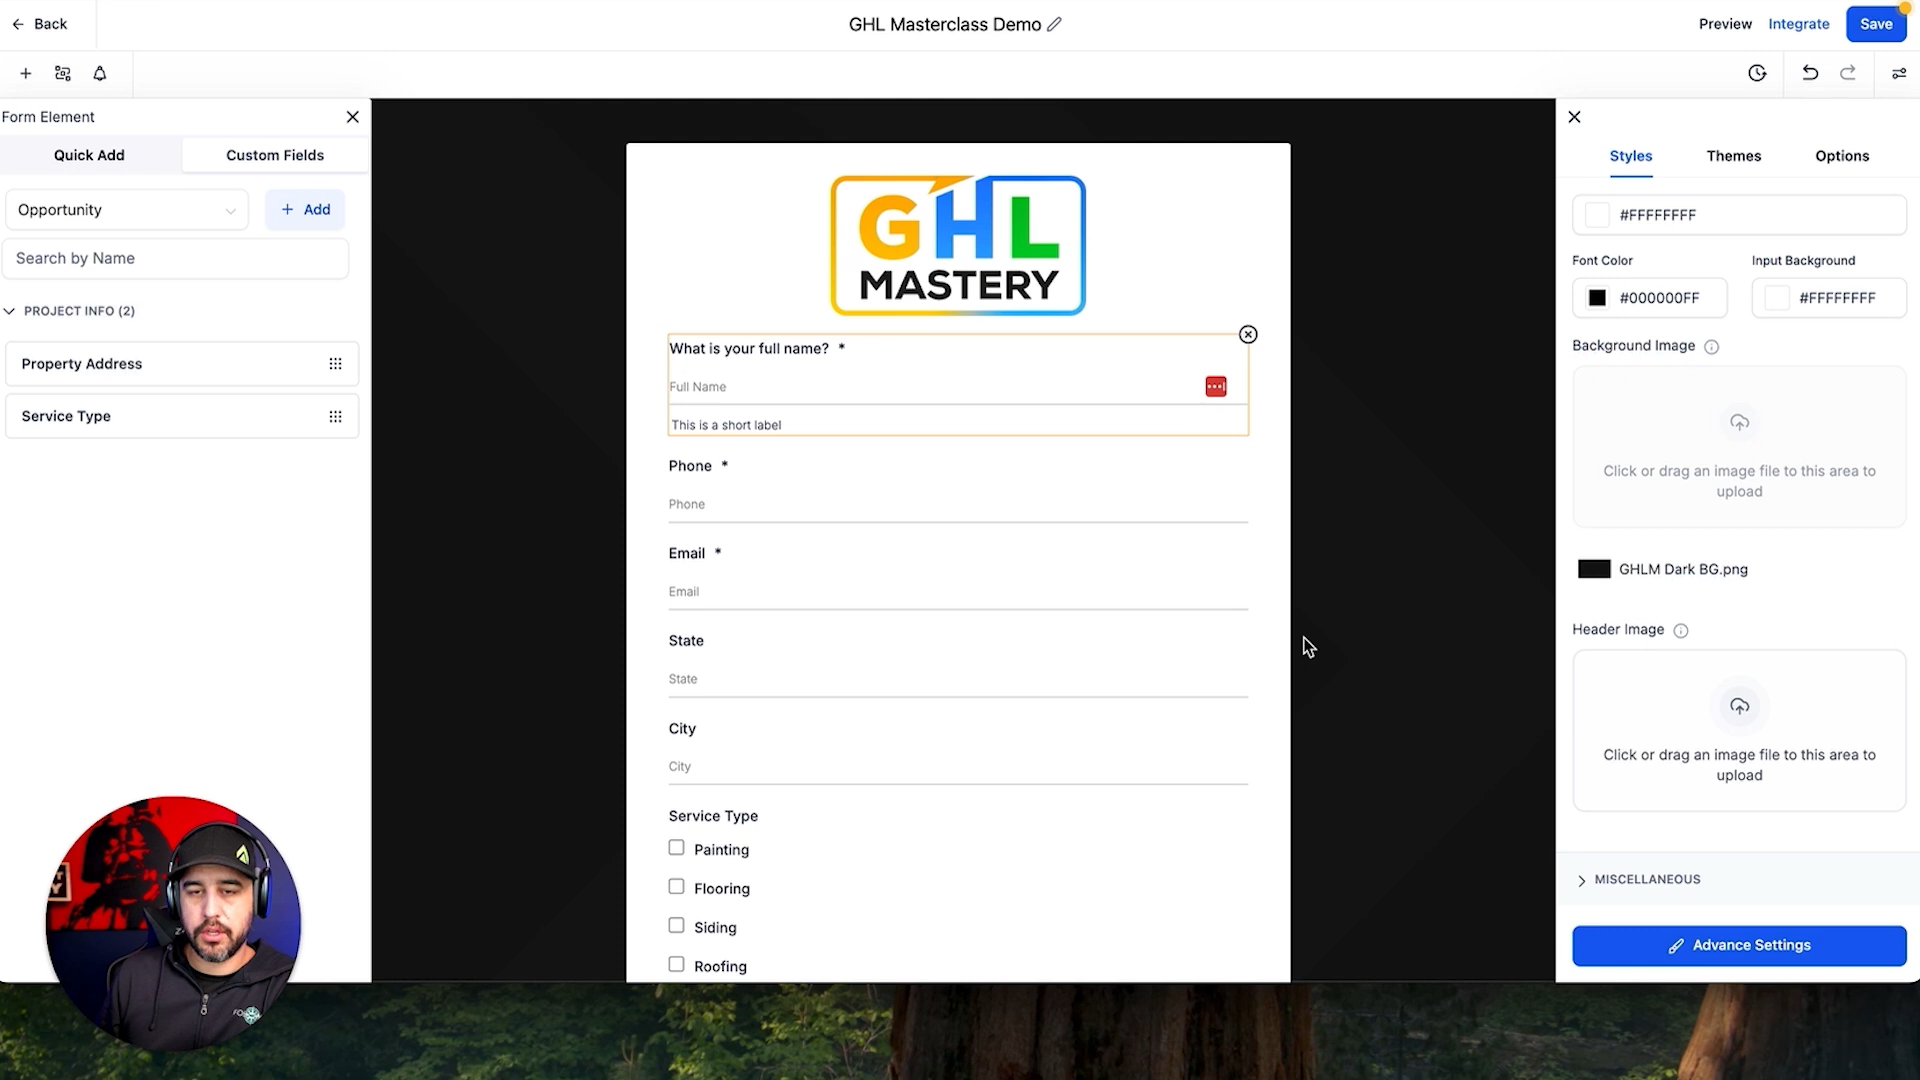 Back
GHL Masterclass Demo
Preview
Integrate
Save
Form Element
Quick Add
Custom Fields
Opportunity
+ Add
Search by Name
PROJECT INFO (2)
Property Address
Service Type
GHL
MASTERY
What is your full name? *
Full Name
This is a short label
Phone *
Phone
Email *
Email
State
State
City
City
Service Type
Painting
Flooring
Siding
Roofing
Styles
Themes
Options
#FFFFFFFF
Font Color
Input Background
#000000FF
#FFFFFFFF
Background Image
Click or drag an image file to this area to
upload
GHLM Dark BG.png
Header Image
Click or drag an image file to this area to
upload
MISCELLANEOUS
Advance Settings